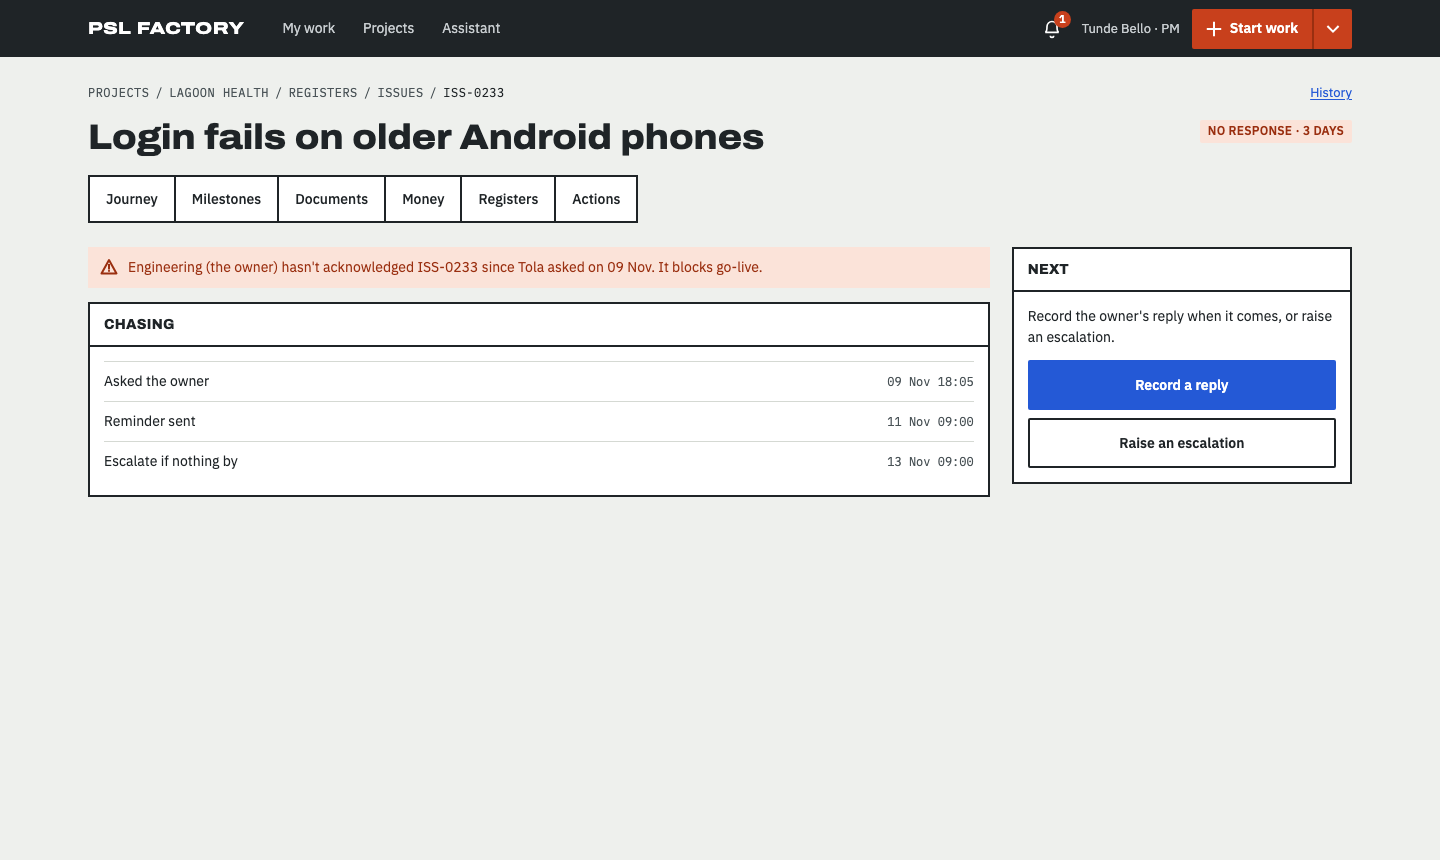 PSL FACTORY My work Projects Assistant 1 Tunde Bello · PM Start work
PROJECTS / LAGOON HEALTH / REGISTERS / ISSUES / ISS-0233 History
Login fails on older Android phones NO RESPONSE · 3 DAYS
Journey Milestones Documents Money Registers Actions
Engineering (the owner) hasn't acknowledged ISS-0233 since Tola asked on 09 Nov. It blocks go-live.
CHASING
Asked the owner 09 Nov 18:05
Reminder sent 11 Nov 09:00
Escalate if nothing by 13 Nov 09:00
NEXT
Record the owner's reply when it comes, or raise
an escalation.
Record a reply
Raise an escalation